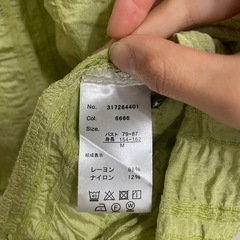 No. 317264401
Col. 6666
Size.
バスト 79-87
身長 154-162
M
組成表示
レーヨン
ナイロン 12%